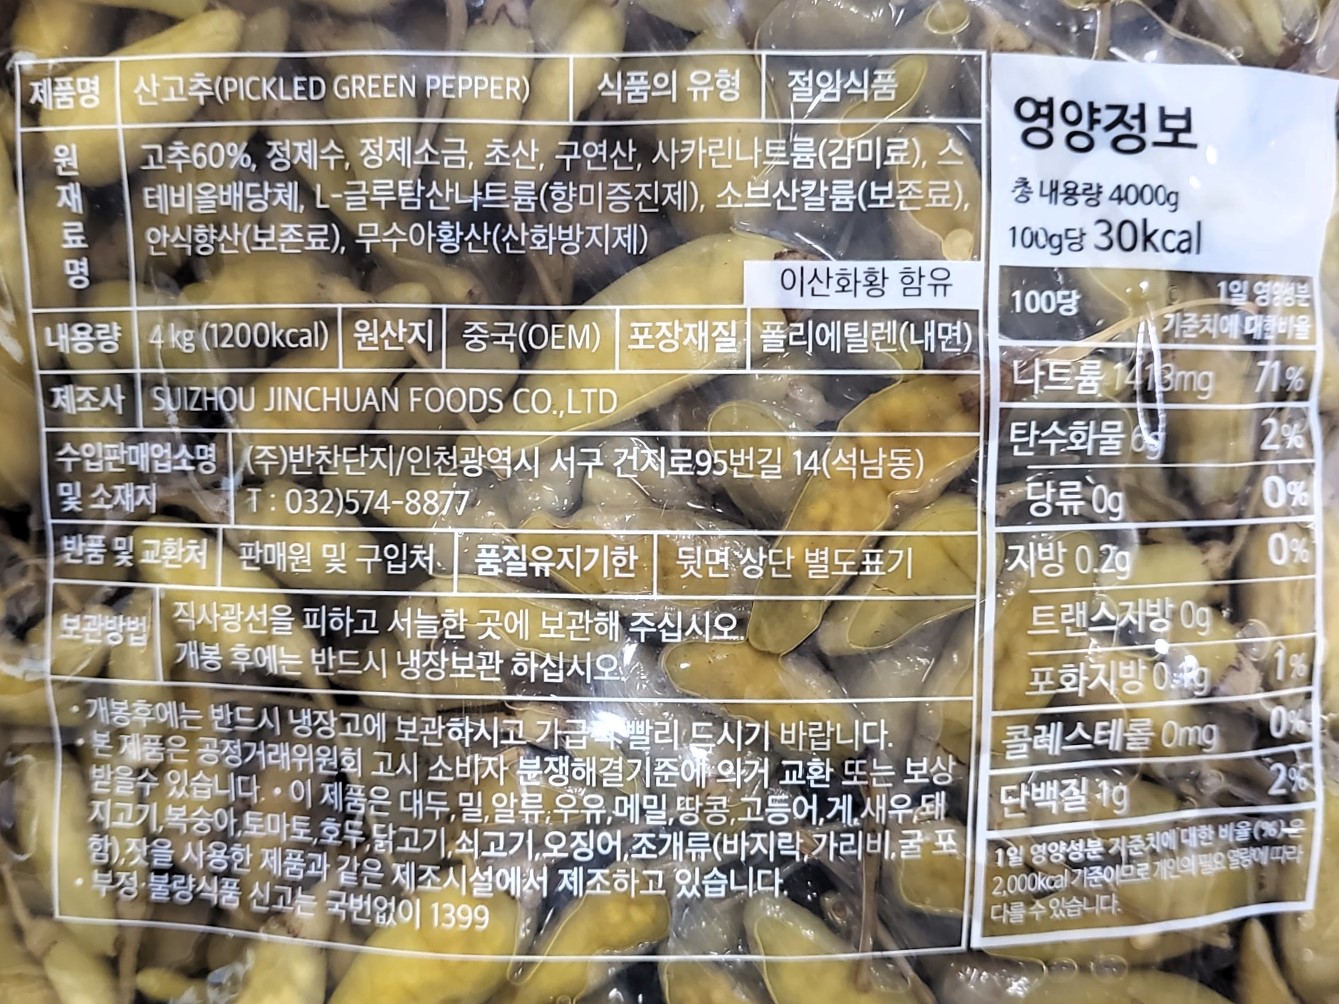 제품명 산고추(PICKLED GREEN PEPPER) 식품의 유형 절임식품
원재료명
고추60%, 정제수, 정제소금, 초산, 구연산, 사카린나트륨(감미료), 스
테비올배당체, L-글루탐산나트륨(향미증진제), 소브산칼륨(보존료),
안식향산(보존료), 무수아황산(산화방지제)
이산화황 함유
내용량 4 kg (1200kcal) 원산지 중국(OEM) 포장재질 폴리에틸렌(내면)
제조사 SUIZHOU JINCHUAN FOODS CO.,LTD
수입판매업소명 (주)반찬단지/인천광역시 서구 건지로95번길 14(석남동)
및 소재지 T : 032)574-8877
반품 및 교환처 판매원 및 구입처 품질유지기한 뒷면 상단 별도표기
보관방법 직사광선을 피하고 서늘한 곳에 보관해 주십시오.
개봉 후에는 반드시 냉장보관 하십시오.
· 개봉후에는 반드시 냉장고에 보관하시고 빨리 드시기 바랍니다.
· 본 제품은 공정거래위원회 고시 소비자 분쟁해결기준에 의거 교환 또는 보상
받을수 있습니다. · 이 제품은 대두,밀,알류,우유,메밀,땅콩,고등어,게,새우,돼
지고기,복숭아,토마토,호두,닭고기,쇠고기,오징어,조개류(바지락,가리비,굴 포
함),잣을 사용한 제품과 같은 제조시설에서 제조하고 있습니다.
· 부정·불량식품 신고는 국번없이 1399
영양정보
총 내용량 4000g
100g당 30kcal
100당 1일 영양성분
기준치에 대한비율
나트륨 1413mg 71%
탄수화물 6g 2%
당류 0g 0%
지방 0.2g 0%
트랜스지방 0g
포화지방 1%
콜레스테롤 0mg 0%
단백질 1g 2%
1일 영양성분 기준치에 대한 비율(%)은
2,000kcal 기준이므로 개인의 필요 열량에 따라
다를 수 있습니다.